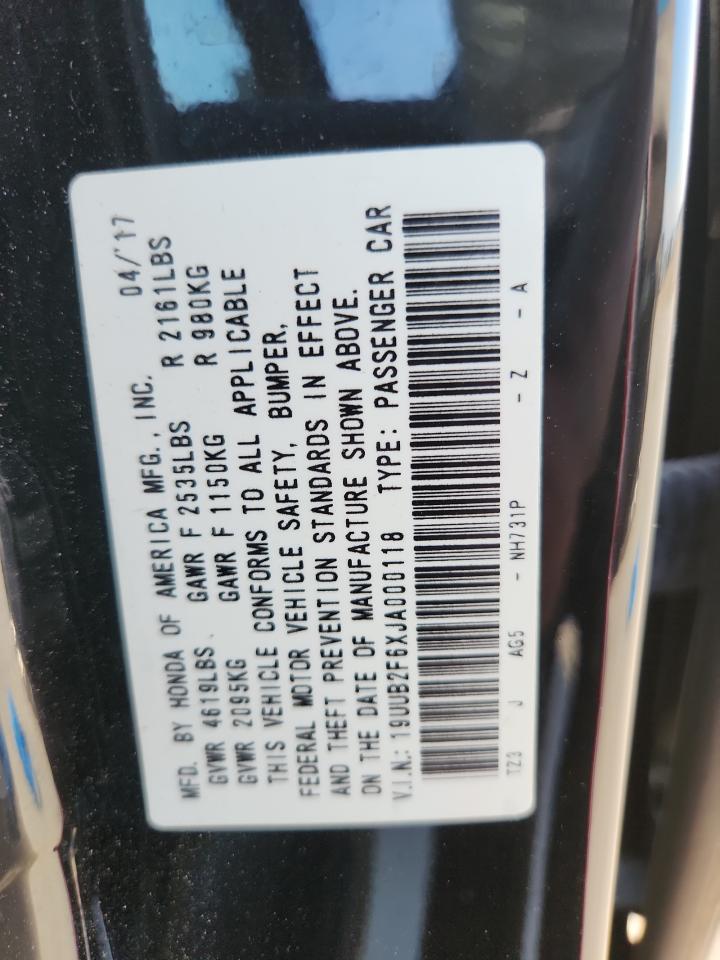 MFD. BY HONDA OF AMERICA MFG., INC. 04/17
GVWR 4619LBS. GAWR F 2535LBS R 2161LBS
GVWR 2095KG GAWR F 1150KG R 980KG
THIS VEHICLE CONFORMS TO ALL APPLICABLE
FEDERAL MOTOR VEHICLE SAFETY, BUMPER,
AND THEFT PREVENTION STANDARDS IN EFFECT
ON THE DATE OF MANUFACTURE SHOWN ABOVE.
V.I.N.: 19UUB2F6XJA000118 TYPE: PASSENGER CAR
TZ3 J AG5 - NH731P - Z - A